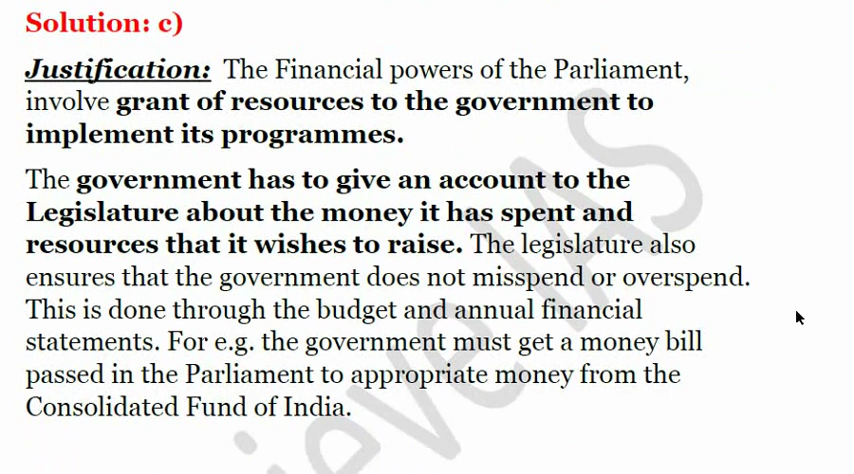 Solution: c)
Justification: The Financial powers of the Parliament,
involve grant of resources to the government to
implement its programmes.
The government has to give an account to the
Legislature about the money it has spent and
resources that it wishes to raise. The legislature also
ensures that the government does not misspend or overspend.
This is done through the budget and annual financial
statements. For e.g. the government must get a money bill
passed in the Parliament to appropriate money from the
Consolidated Fund of India.
ieve IAS